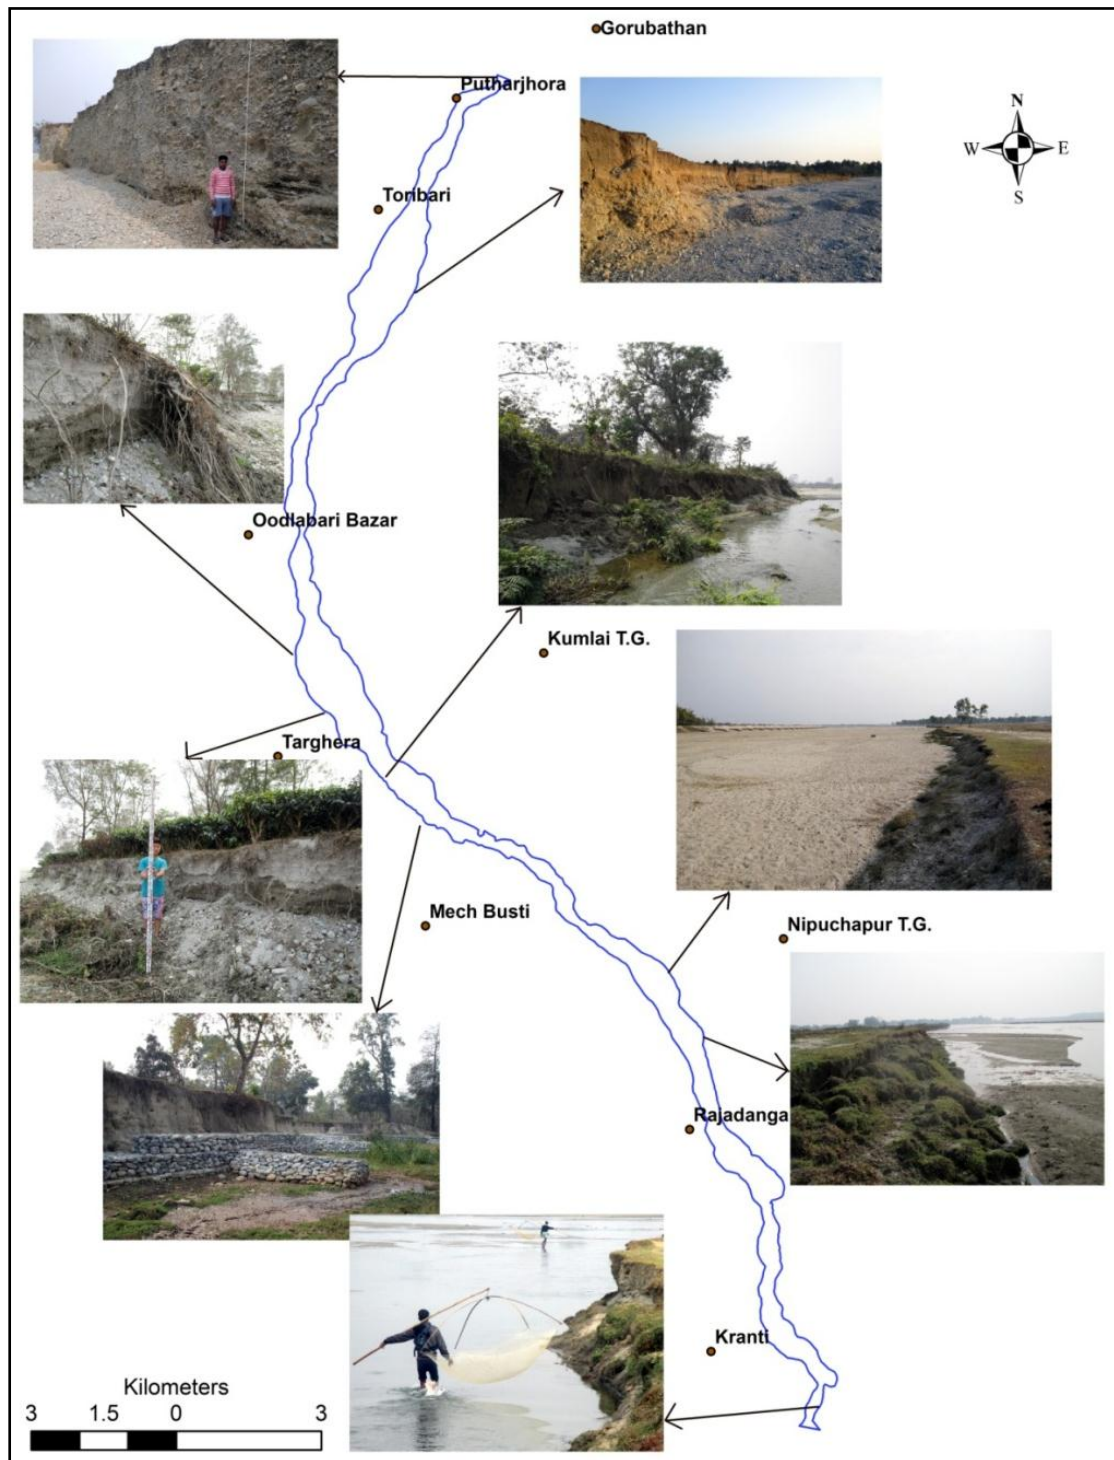 Gorubathan
Putharjhora
N
W
E
S
Toribari
Oodlabari Bazar
Kumlai T.G.
Targhera
Mech Busti
Nipuchapur T.G.
Rajadanga
Kranti
Kilometers
3 1.5 0 3